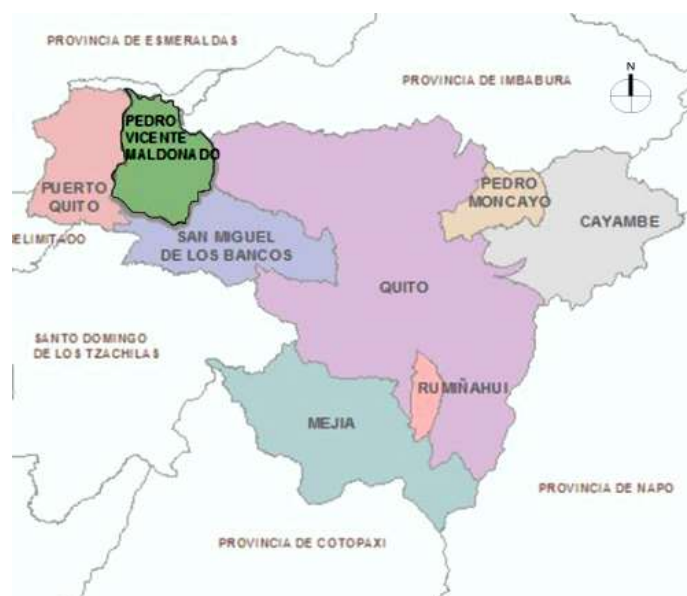 PROVINCIA DE ESMERALDAS
PROVINCIA DE IMBABURA
N
PEDRO
VICENTE
MALDONADO
PUERTO
QUITO
PEDRO
MONCAYO
CAYAMBE
ELIMITADO
SAN MIGUEL
DE LOS BANCOS
QUITO
SANTO DOMINGO
DE LOS TZACHILAS
RUMIÑAHUI
MEJIA
PROVINCIA DE NAPO
PROVINCIA DE COTOPAXI